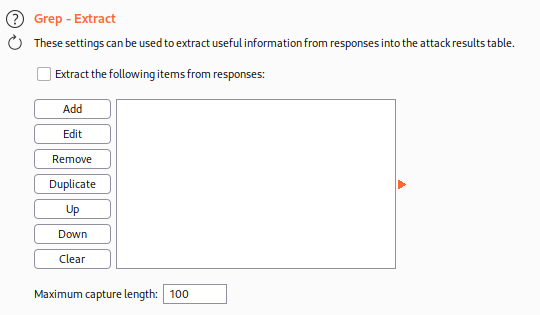 Grep - Extract
These settings can be used to extract useful information from responses into the attack results table.
Extract the following items from responses:
Add
Edit
Remove
Duplicate
Up
Down
Clear
Maximum capture length: 100